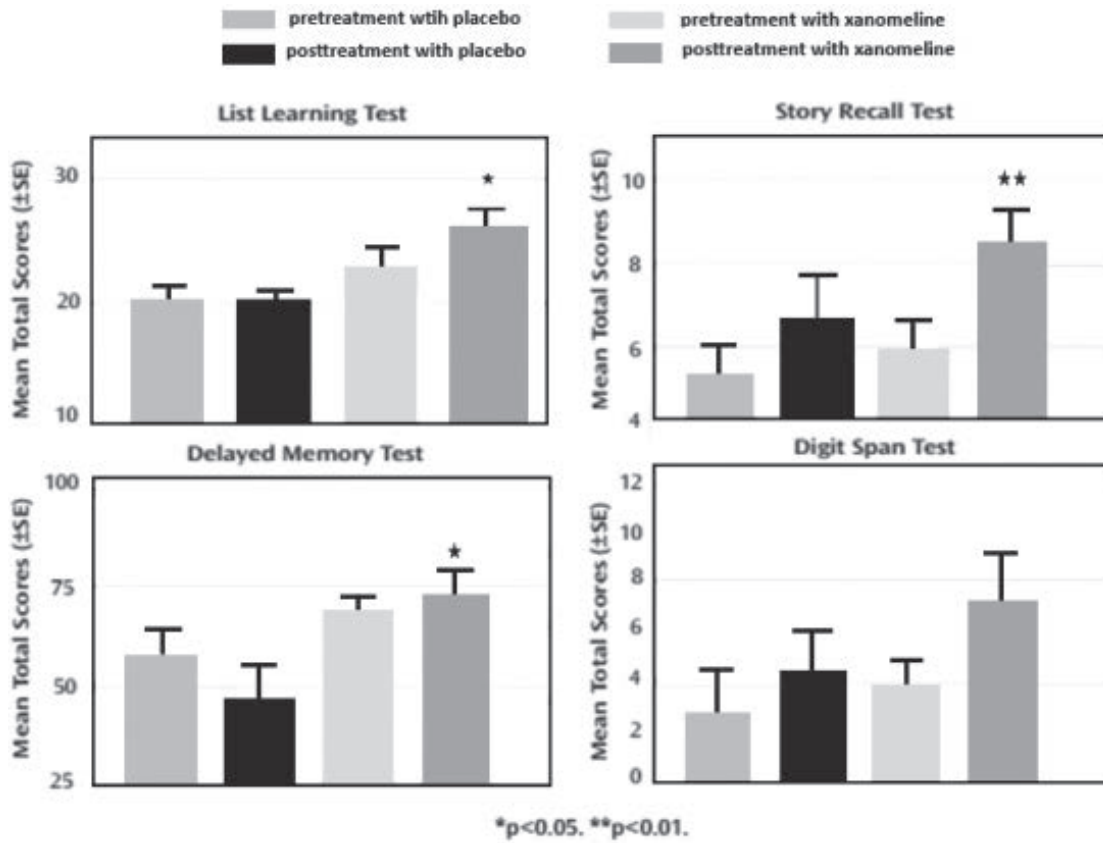 pretreatment wtih placebo
pretreatment with xanomeline
posttreatment with placebo
posttreatment with xanomeline
List Learning Test
Mean Total Scores (±SE)
30
20
10
*
Story Recall Test
Mean Total Scores (±SE)
10
8
6
4
**
Delayed Memory Test
Mean Total Scores (±SE)
100
75
50
25
*
Digit Span Test
Mean Total Scores (±SE)
12
10
8
6
4
2
0
*p<0.05. **p<0.01.